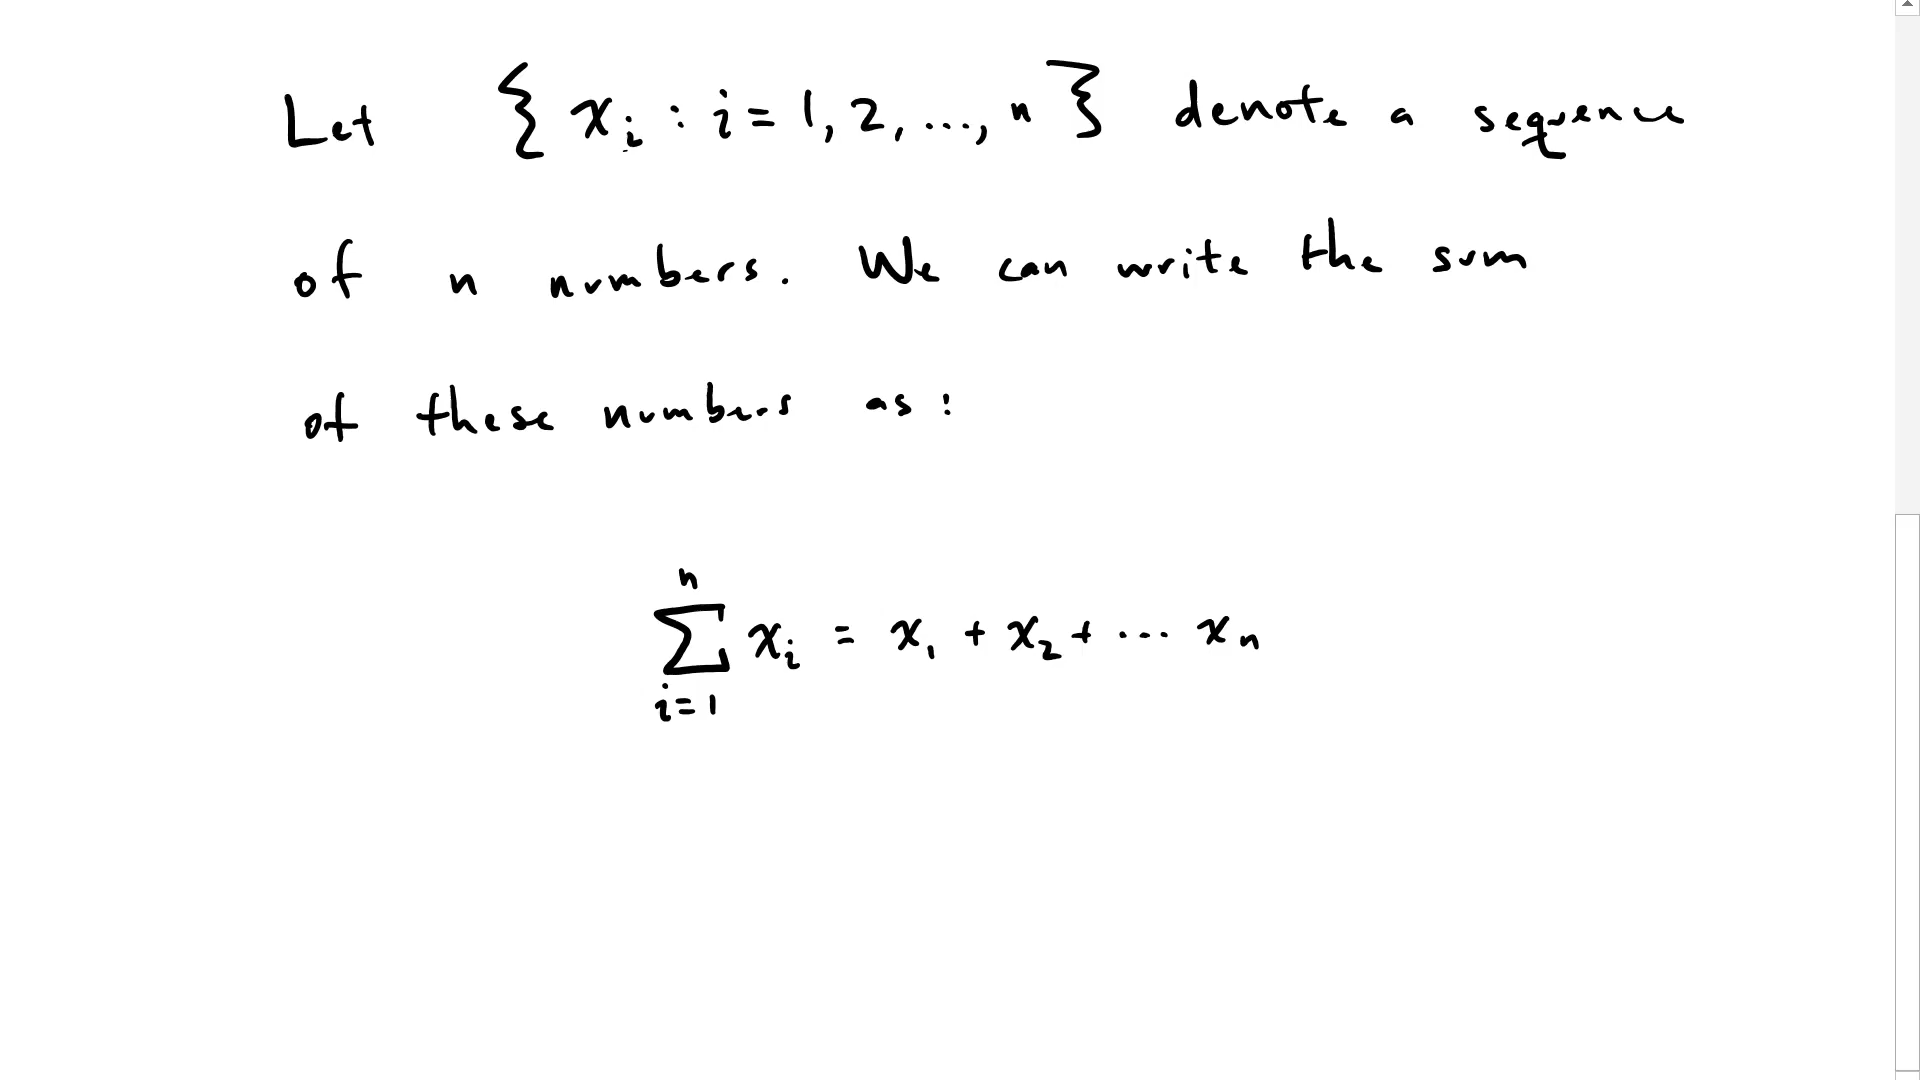 Let { xᵢ : i = 1, 2, ..., n } denote a sequence
of n numbers. We can write the sum
of these numbers as:
n
∑ xᵢ = x₁ + x₂ + ··· xₙ
i=1